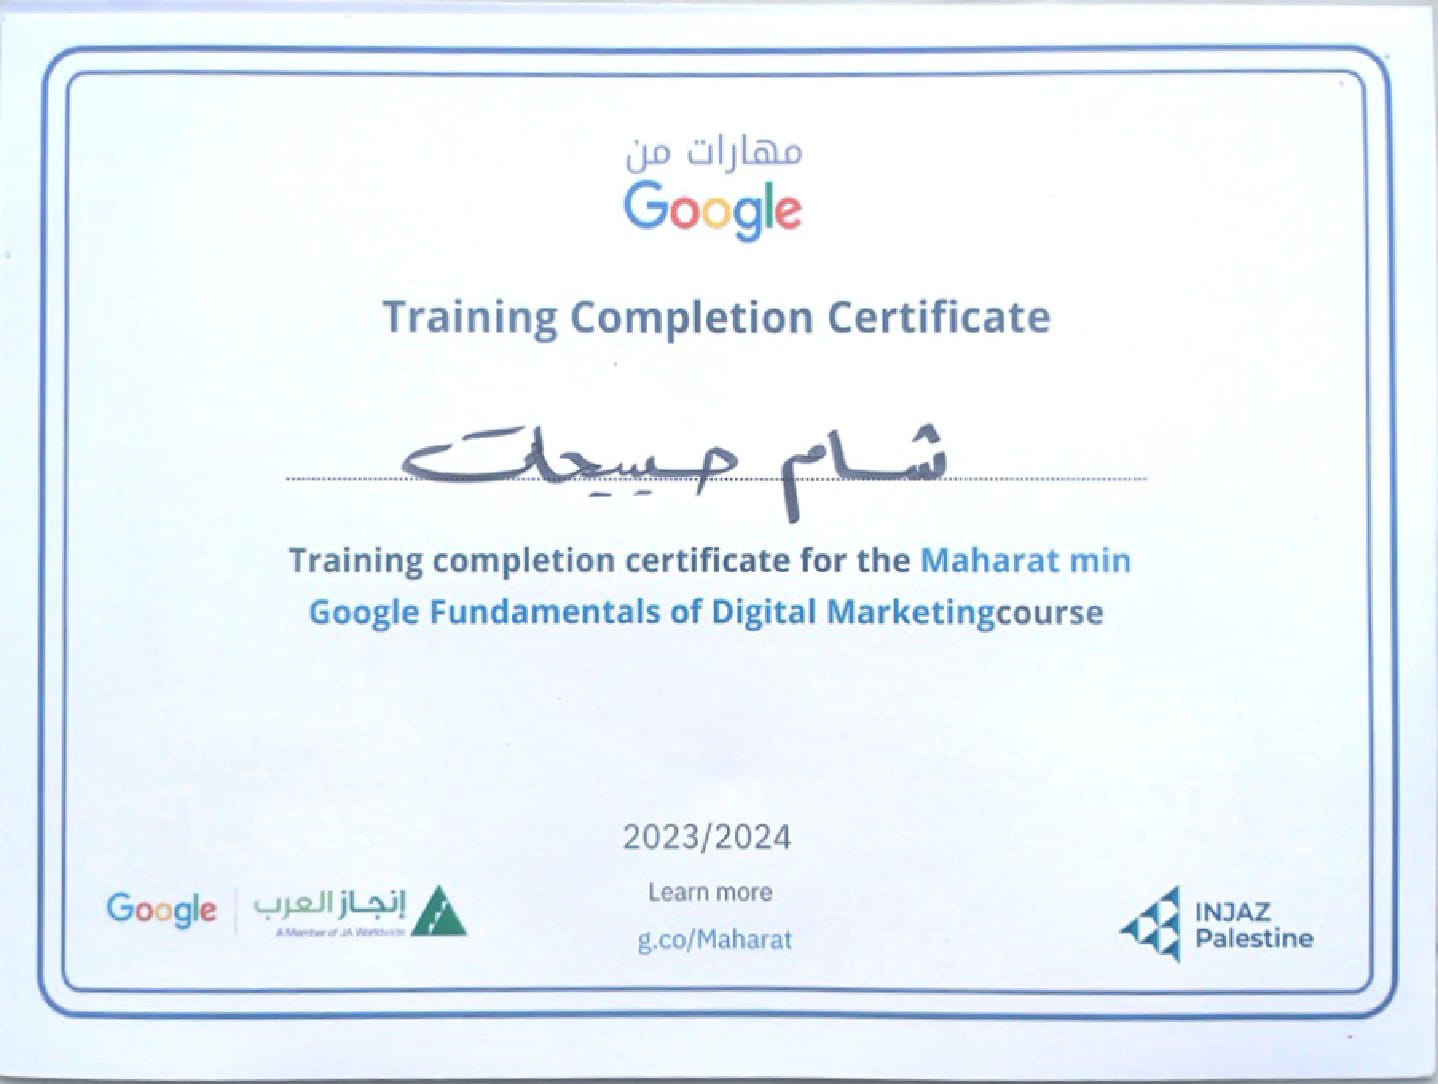 مهارات من
Google
Training Completion Certificate
شام
Training completion certificate for the Maharat min
Google Fundamentals of Digital Marketingcourse
2023/2024
Learn more
g.co/Maharat
Google
إنجاز العرب
A Member of JA Worldwide
INJAZ
Palestine